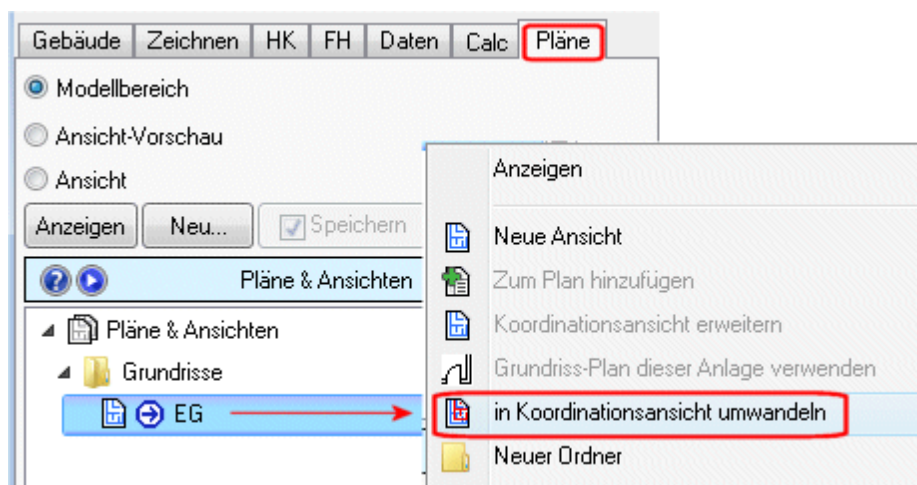 Gebäude Zeichnen HK FH Daten Calc Pläne
Modellbereich
Ansicht-Vorschau
Ansicht
Anzeigen Neu... Speichern
Pläne & Ansichten
Pläne & Ansichten
Grundrisse
EG
Anzeigen
Neue Ansicht
Zum Plan hinzufügen
Koordinationsansicht erweitern
Grundriss-Plan dieser Anlage verwenden
in Koordinationsansicht umwandeln
Neuer Ordner